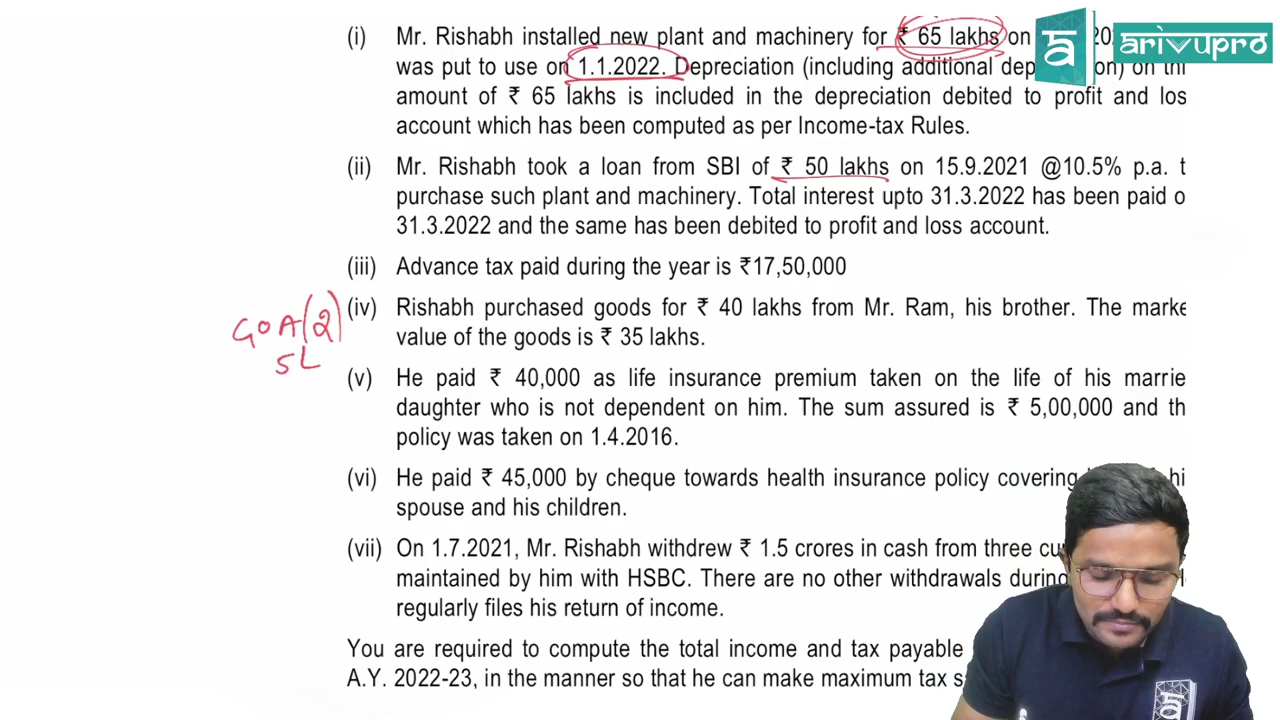 (i) Mr. Rishabh installed new plant and machinery for ₹ 65 lakhs on
was put to use on 1.1.2022. Depreciation (including additional on
amount of ₹ 65 lakhs is included in the depreciation debited to profit and
account which has been computed as per Income-tax Rules.
(ii) Mr. Rishabh took a loan from SBI of ₹ 50 lakhs on 15.9.2021 @10.5% p.a.
purchase such plant and machinery. Total interest upto 31.3.2022 has been paid
31.3.2022 and the same has been debited to profit and loss account.
(iii) Advance tax paid during the year is ₹17,50,000
GOA(2)
5L
(iv) Rishabh purchased goods for ₹ 40 lakhs from Mr. Ram, his brother. The
value of the goods is ₹ 35 lakhs.
(v) He paid ₹ 40,000 as life insurance premium taken on the life of his
daughter who is not dependent on him. The sum assured is ₹ 5,00,000 and
policy was taken on 1.4.2016.
(vi) He paid ₹ 45,000 by cheque towards health insurance policy covering
spouse and his children.
(vii) On 1.7.2021, Mr. Rishabh withdrew ₹ 1.5 crores in cash from three
maintained by him with HSBC. There are no other withdrawals
regularly files his return of income.
You are required to compute the total income and tax payable
A.Y. 2022-23, in the manner so that he can make maximum tax
arivupro